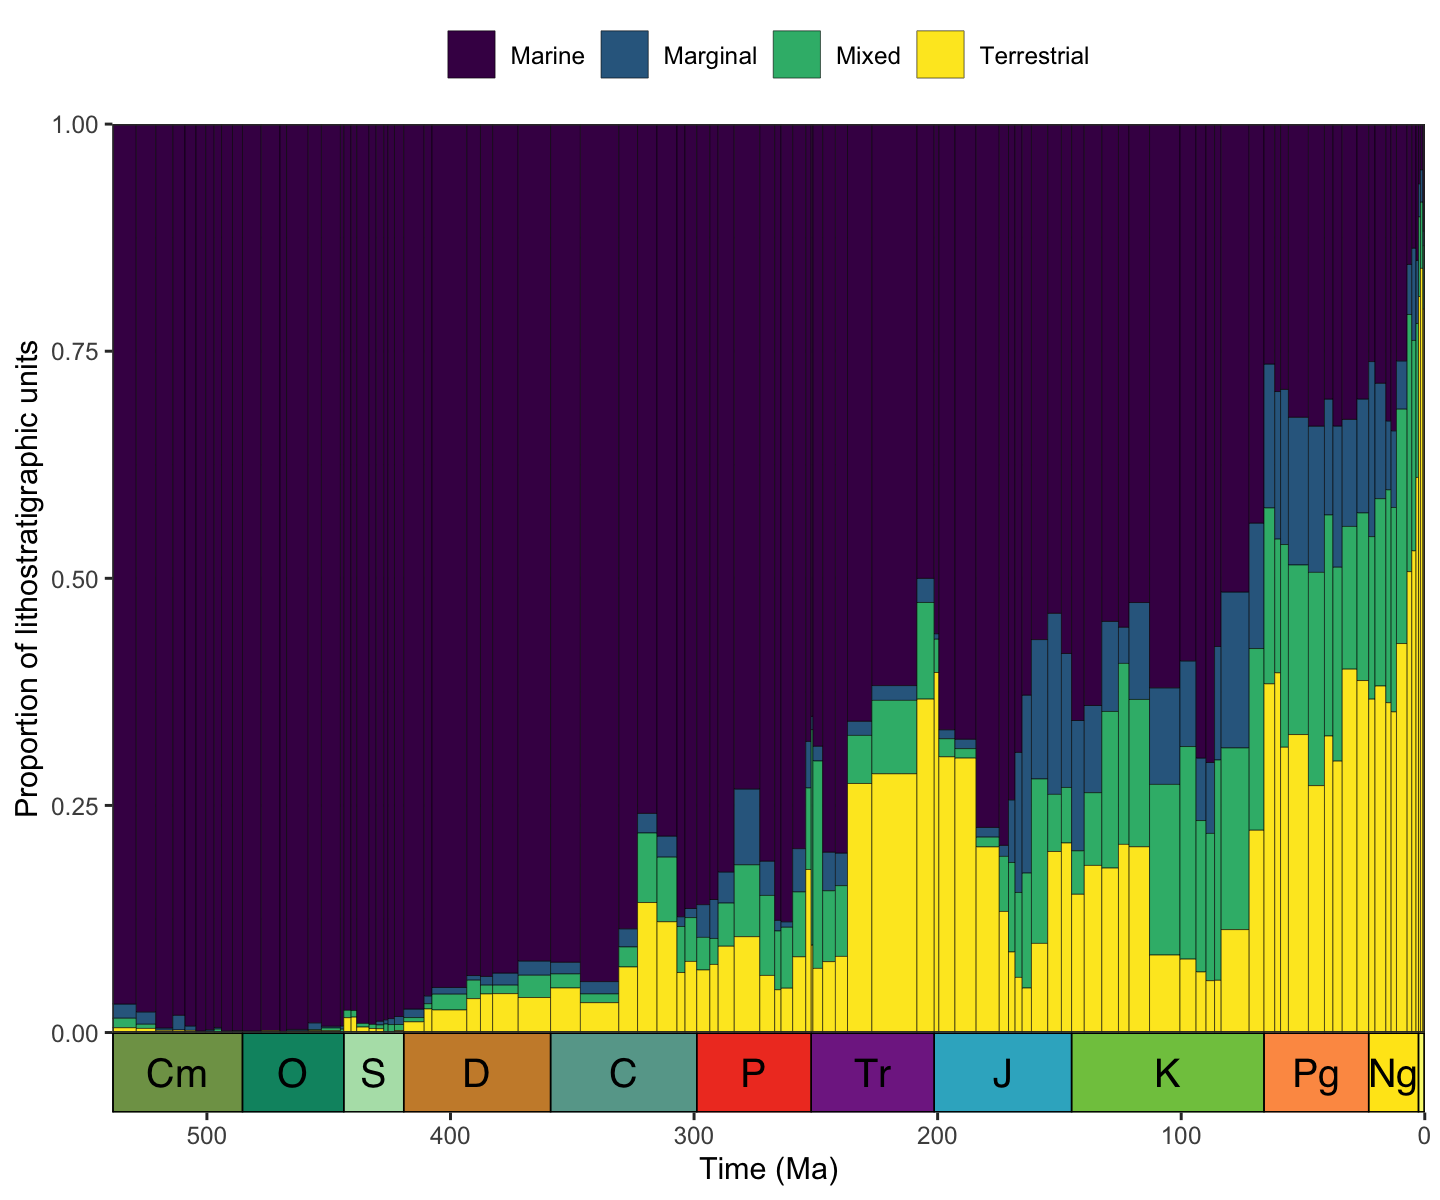 Marine Marginal Mixed Terrestrial
Proportion of lithostratigraphic units
1.00
0.75
0.50
0.25
0.00
Cm O S D C P Tr J K Pg Ng
500 400 300 200 100 0
Time (Ma)